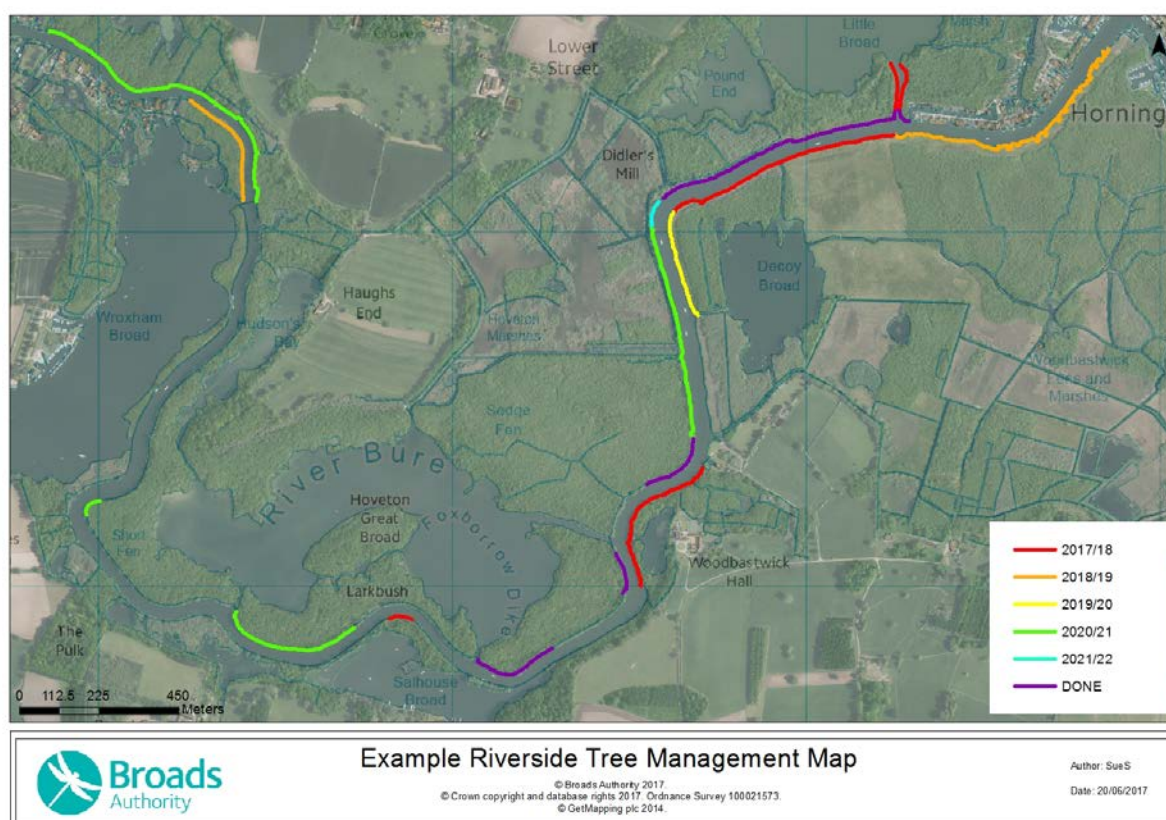 Grove
Lower
Street
Little
Broad
Marsh
Pound
End
Horning
Didler's
Mill
Decoy
Broad
Haughs
End
Hoveton
Marshes
Wroxham
Broad
Hudson's
Bay
Woodbastwick
Fens and
Marshes
Sedge
Fen
River Bure
Hoveton
Great
Broad
Foxborrow Dike
Short
Fen
Woodbastwick
Hall
Larkbush
The
Pulk
Salhouse
Broad
0 112.5 225 450
Meters
2017/18
2018/19
2019/20
2020/21
2021/22
DONE
Broads
Authority
Example Riverside Tree Management Map
© Broads Authority 2017.
© Crown copyright and database rights 2017. Ordnance Survey 100021573.
© GetMapping plc 2014.
Author: SueS
Date: 20/06/2017